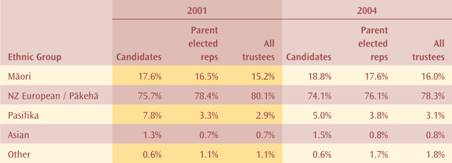 2001 2004
Ethnic Group Candidates Parent elected reps All trustees Candidates Parent elected reps All trustees
Māori 17.6% 16.5% 15.2% 18.8% 17.6% 16.0%
NZ European / Pākehā 75.7% 78.4% 80.1% 74.1% 76.1% 78.3%
Pasifika 7.8% 3.3% 2.9% 5.0% 3.8% 3.1%
Asian 1.3% 0.7% 0.7% 1.5% 0.8% 0.8%
Other 0.6% 1.1% 1.1% 0.6% 1.7% 1.8%